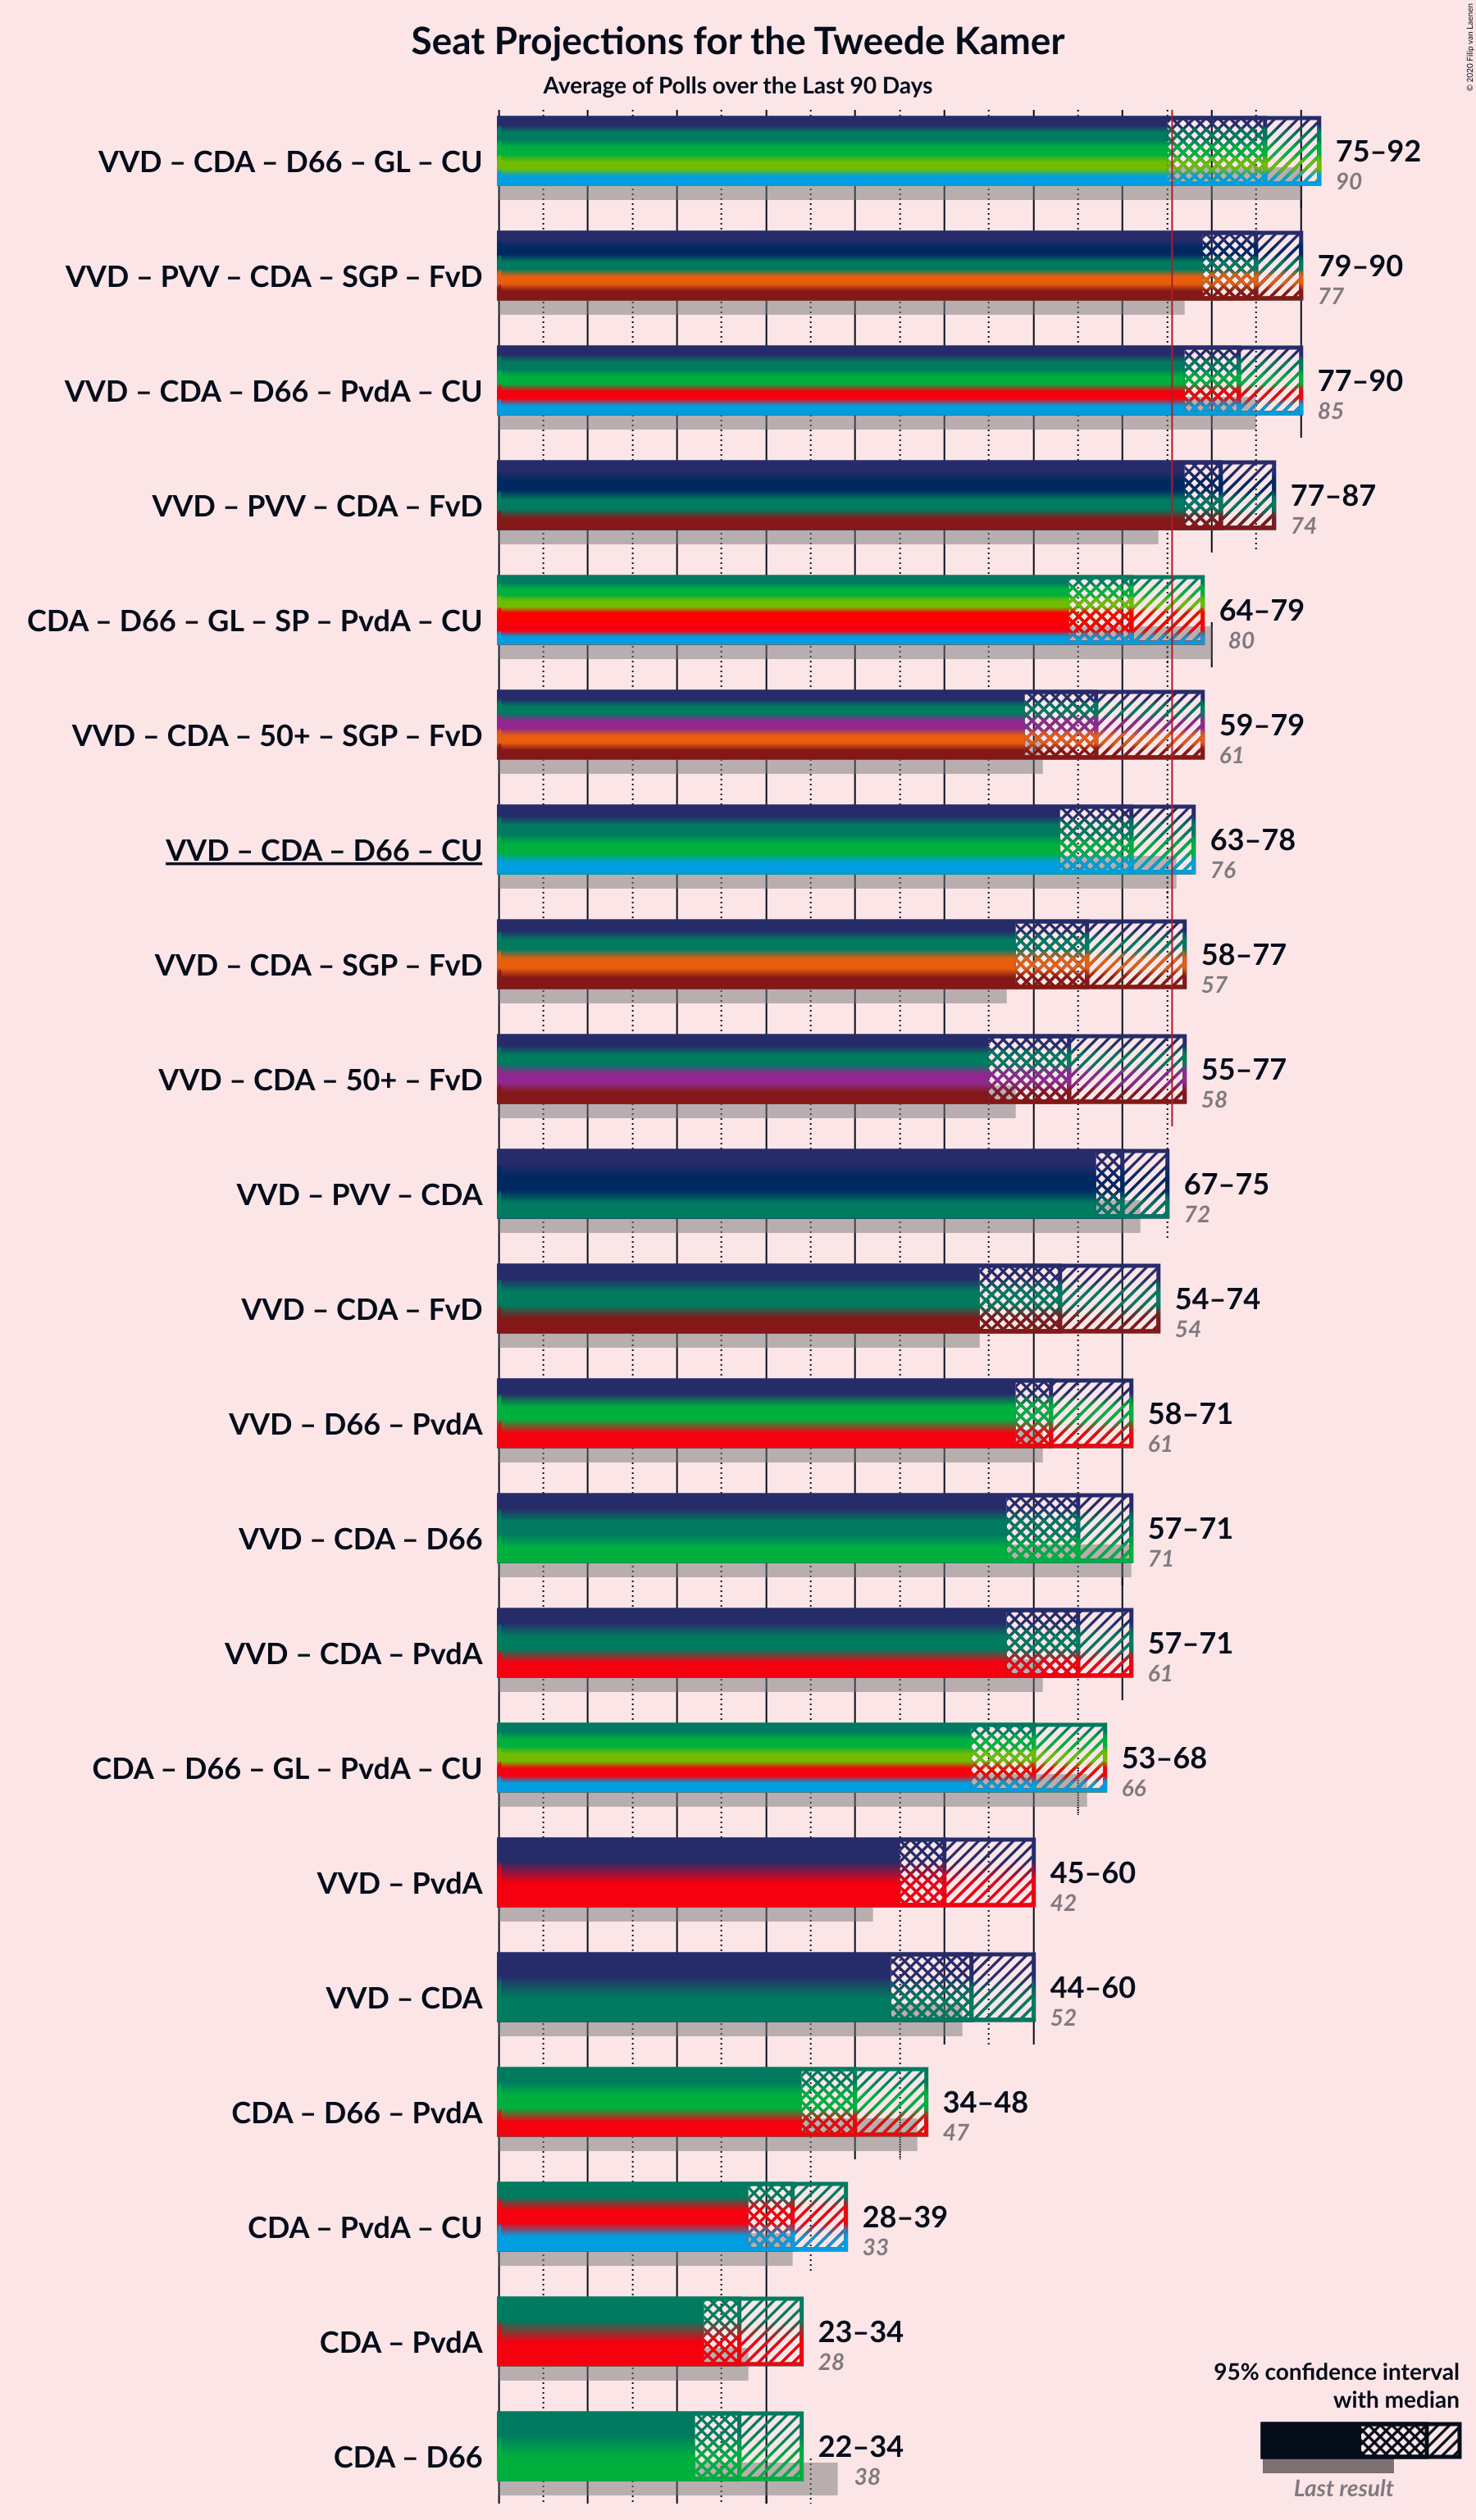 Seat Projections for the Tweede Kamer
Average of Polls over the Last 90 Days
© 2020 Filip van Laenen
VVD – CDA – D66 – GL – CU
75–92
90
VVD – PVV – CDA – SGP – FvD
79–90
77
VVD – CDA – D66 – PvdA – CU
77–90
85
VVD – PVV – CDA – FvD
77–87
74
CDA – D66 – GL – SP – PvdA – CU
64–79
80
VVD – CDA – 50+ – SGP – FvD
59–79
61
VVD – CDA – D66 – CU
63–78
76
VVD – CDA – SGP – FvD
58–77
57
VVD – CDA – 50+ – FvD
55–77
58
VVD – PVV – CDA
67–75
72
VVD – CDA – FvD
54–74
54
VVD – D66 – PvdA
58–71
61
VVD – CDA – D66
57–71
71
VVD – CDA – PvdA
57–71
61
CDA – D66 – GL – PvdA – CU
53–68
66
VVD – PvdA
45–60
42
VVD – CDA
44–60
52
CDA – D66 – PvdA
34–48
47
CDA – PvdA – CU
28–39
33
CDA – PvdA
23–34
28
CDA – D66
22–34
38
95% confidence interval
with median
Last result